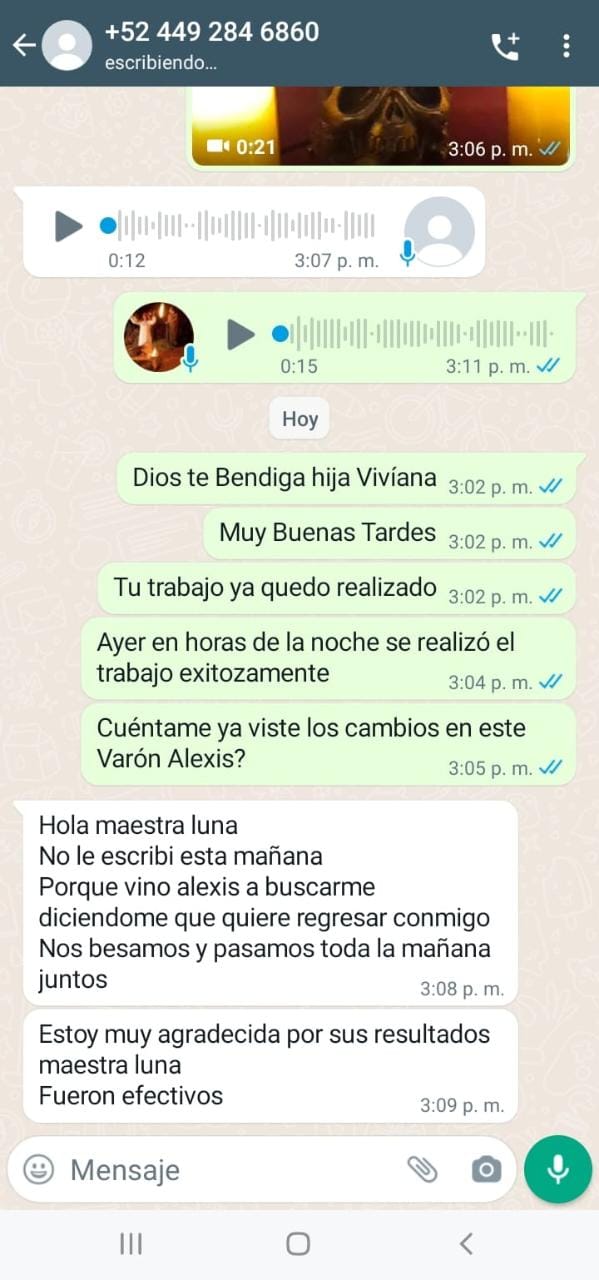 +52 449 284 6860
escribiendo...
0:21
3:06 p. m.
0:12
3:07 p. m.
0:15
3:11 p. m.
Hoy
Dios te Bendiga hija Vivíana
3:02 p. m.
Muy Buenas Tardes
3:02 p. m.
Tu trabajo ya quedo realizado
3:02 p. m.
Ayer en horas de la noche se realizó el
trabajo exitozamente
3:04 p. m.
Cuéntame ya viste los cambios en este
Varón Alexis?
3:05 p. m.
Hola maestra luna
No le escribi esta mañana
Porque vino alexis a buscarme
diciendome que quiere regresar conmigo
Nos besamos y pasamos toda la mañana
juntos
3:08 p. m.
Estoy muy agradecida por sus resultados
maestra luna
Fueron efectivos
3:09 p. m.
Mensaje